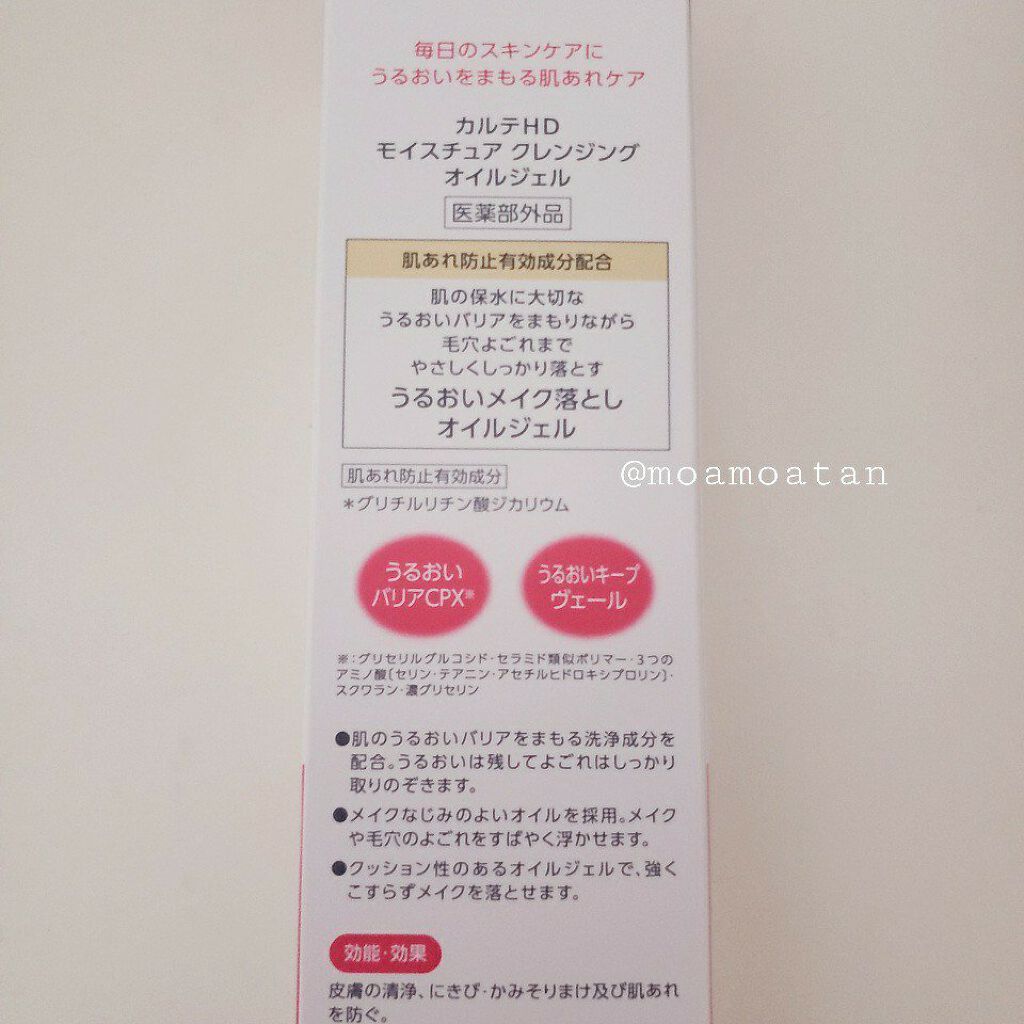 毎日のスキンケアに
うるおいをまもる肌あれケア
カルテHD
モイスチュア クレンジング
オイルジェル
医薬部外品
肌あれ防止有効成分配合
肌の保水に大切な
うるおいバリアをまもりながら
毛穴よごれまで
やさしくしっかり落とす
うるおいメイク落とし
オイルジェル
肌あれ防止有効成分
@moamoatan
*グリチルリチン酸ジカリウム
うるおい
バリアCPX※
うるおいキープ
ヴェール
※:グリセリルグルコシド・セラミド類似ポリマー・3つの
アミノ酸[セリン・テアニン・アセチルヒドロキシプロリン]・
スクワラン・濃グリセリン
●肌のうるおいバリアをまもる洗浄成分を
配合。うるおいは残してよごれはしっかり
取りのぞきます。
●メイクなじみのよいオイルを採用。メイク
や毛穴のよごれをすばやく浮かせます。
●クッション性のあるオイルジェルで、強く
こすらずメイクを落とせます。
効能・効果
皮膚の清浄、にきび・かみそりまけ及び肌あれ
を防ぐ。